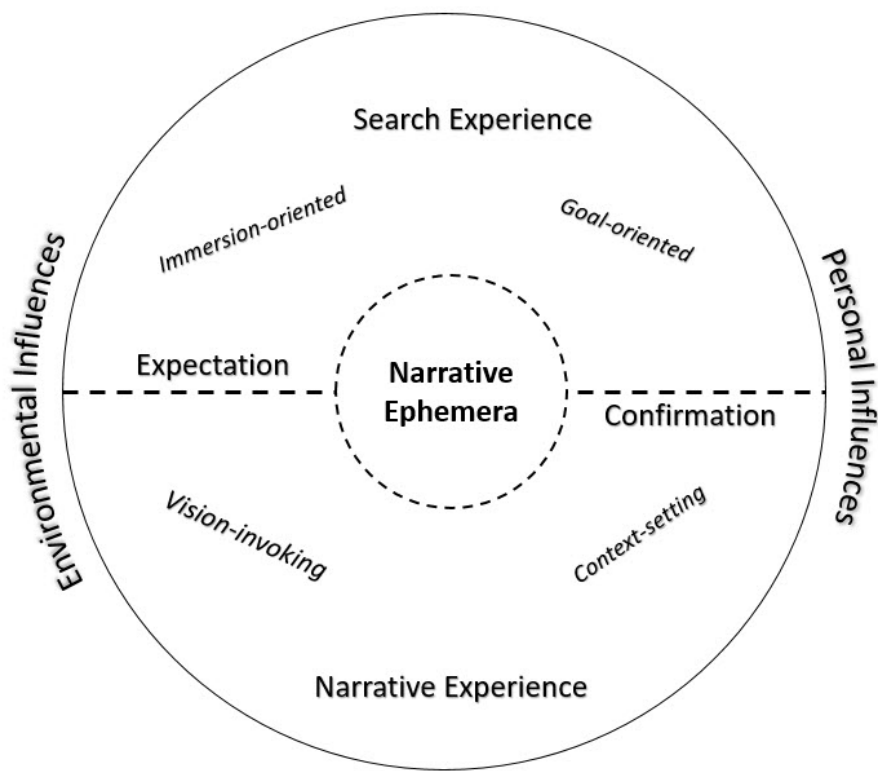 Search Experience
Immersion-oriented
Goal-oriented
Environmental Influences
Personal Influences
Expectation
Narrative
Ephemera
Confirmation
Vision-invoking
Context-setting
Narrative Experience